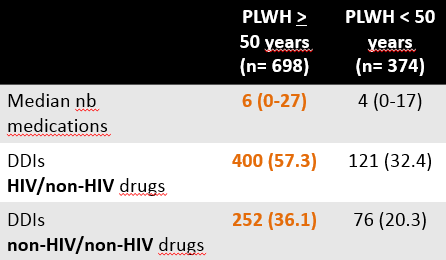 PLWH ≥ 50 years (n= 698)
PLWH < 50 years (n= 374)
Median nb medications
6 (0-27)
4 (0-17)
DDIs HIV/non-HIV drugs
400 (57.3)
121 (32.4)
DDIs non-HIV/non-HIV drugs
252 (36.1)
76 (20.3)